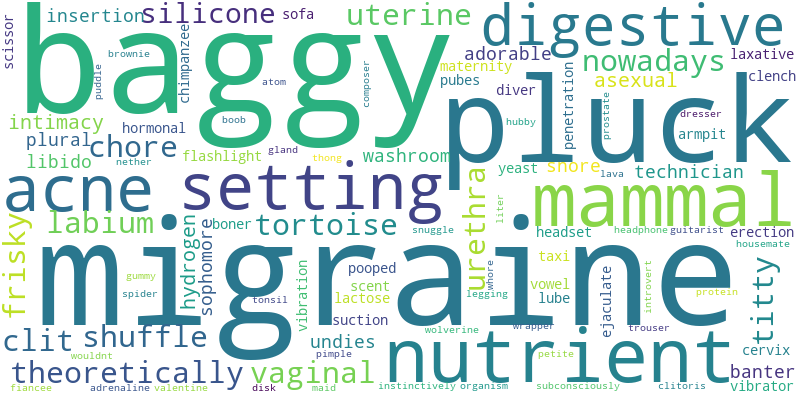 scissor
insertion
silicone
sofa
uterine
digestive
brownie
chimpanzee
baggy
puddle
atom
composer
boob
adorable
nowadays
laxative
maternity
pubes
diver
penetration
asexual
clench
pluck
prostate
dresser
hubby
armpit
intimacy
hormonal
plural
chore
libido
nether
flashlight
gland
thong
washroom
yeast
snore
lava
technician
acne
setting
urethra
mammal
liter
labium
frisky
hydrogen
sophomore
boner
tortoise
snuggle
headset
headphone
guitarist
erection
housemate
migraine
gummy
spider
vibration
pooped
scent
lactose
tonsil
suction
whore
legging
taxi
vowel
lube
ejaculate
introvert
protein
titty
clit
shuffle
undies
wolverine
wrapper
trouser
pimple
petite
cervix
wouldnt
theoretically
vaginal
nutrient
banter
vibrator
fiancee
adrenaline
valentine
disk
maid
instinctively
organism
subconsciously
clitoris